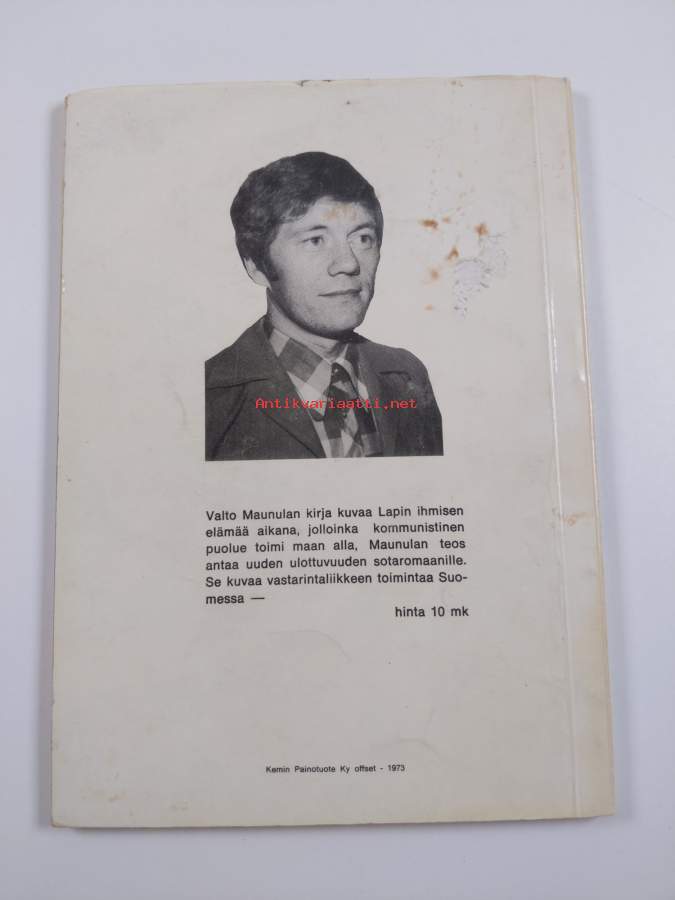 Antikvariaatti.net
Valto Maunulan kirja kuvaa Lapin ihmisen
elämää aikana, jolloinka kommunistinen
puolue toimi maan alla, Maunulan teos
antaa uuden ulottuvuuden sotaromaanille.
Se kuvaa vastarintaliikkeen toimintaa Suo-
messa —
hinta 10 mk
Kemin Painotuote Ky offset - 1973